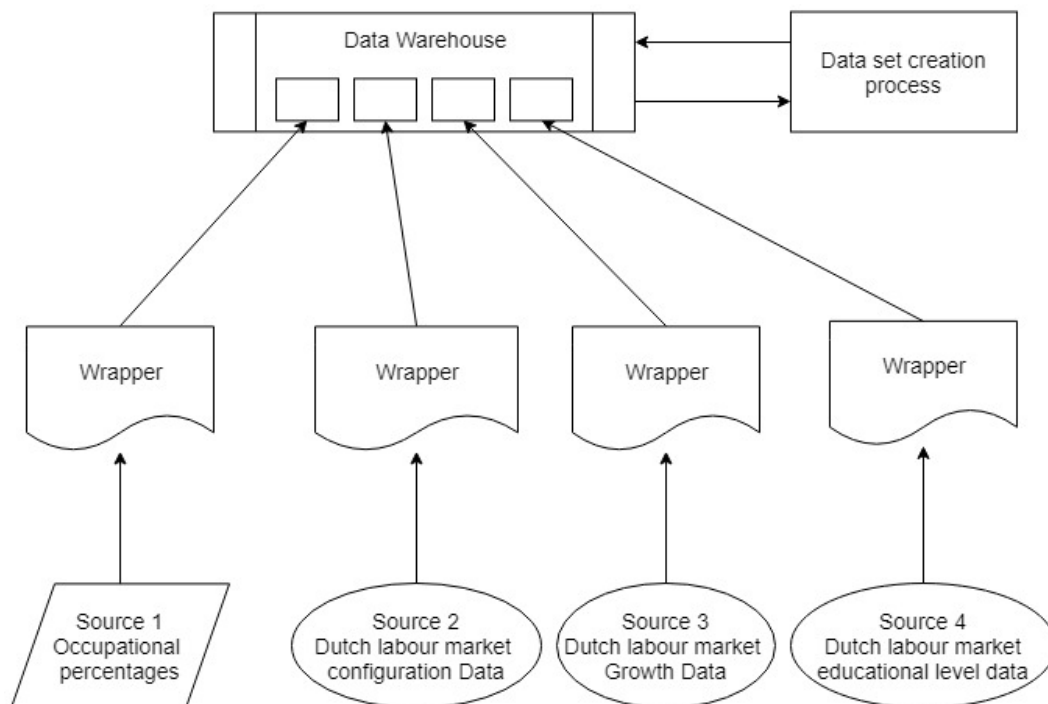 Data Warehouse
Data set creation
process
Wrapper
Wrapper
Wrapper
Wrapper
Source 1
Occupational
percentages
Source 2
Dutch labour market
configuration Data
Source 3
Dutch labour market
Growth Data
Source 4
Dutch labour market
educational level data